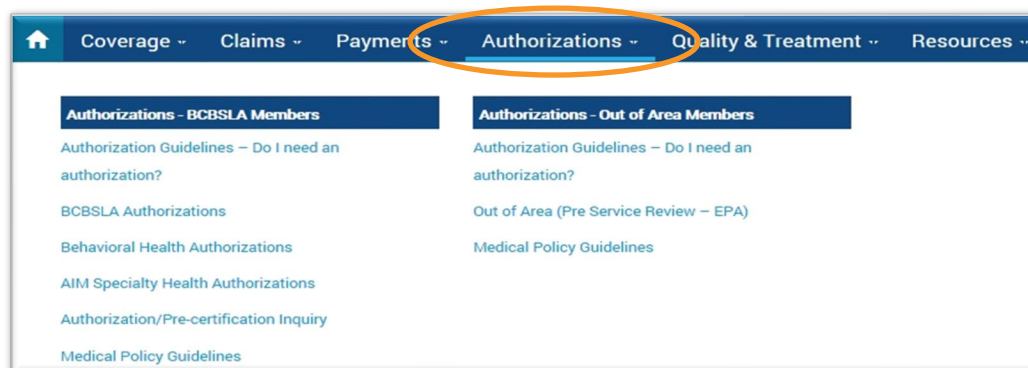 Coverage Claims Payments Authorizations Quality & Treatment Resources
Authorizations - BCBSLA Members
Authorization Guidelines – Do I need an
authorization?
BCBSLA Authorizations
Behavioral Health Authorizations
AIM Specialty Health Authorizations
Authorization/Pre-certification Inquiry
Medical Policy Guidelines
Authorizations - Out of Area Members
Authorization Guidelines – Do I need an
authorization?
Out of Area (Pre Service Review – EPA)
Medical Policy Guidelines